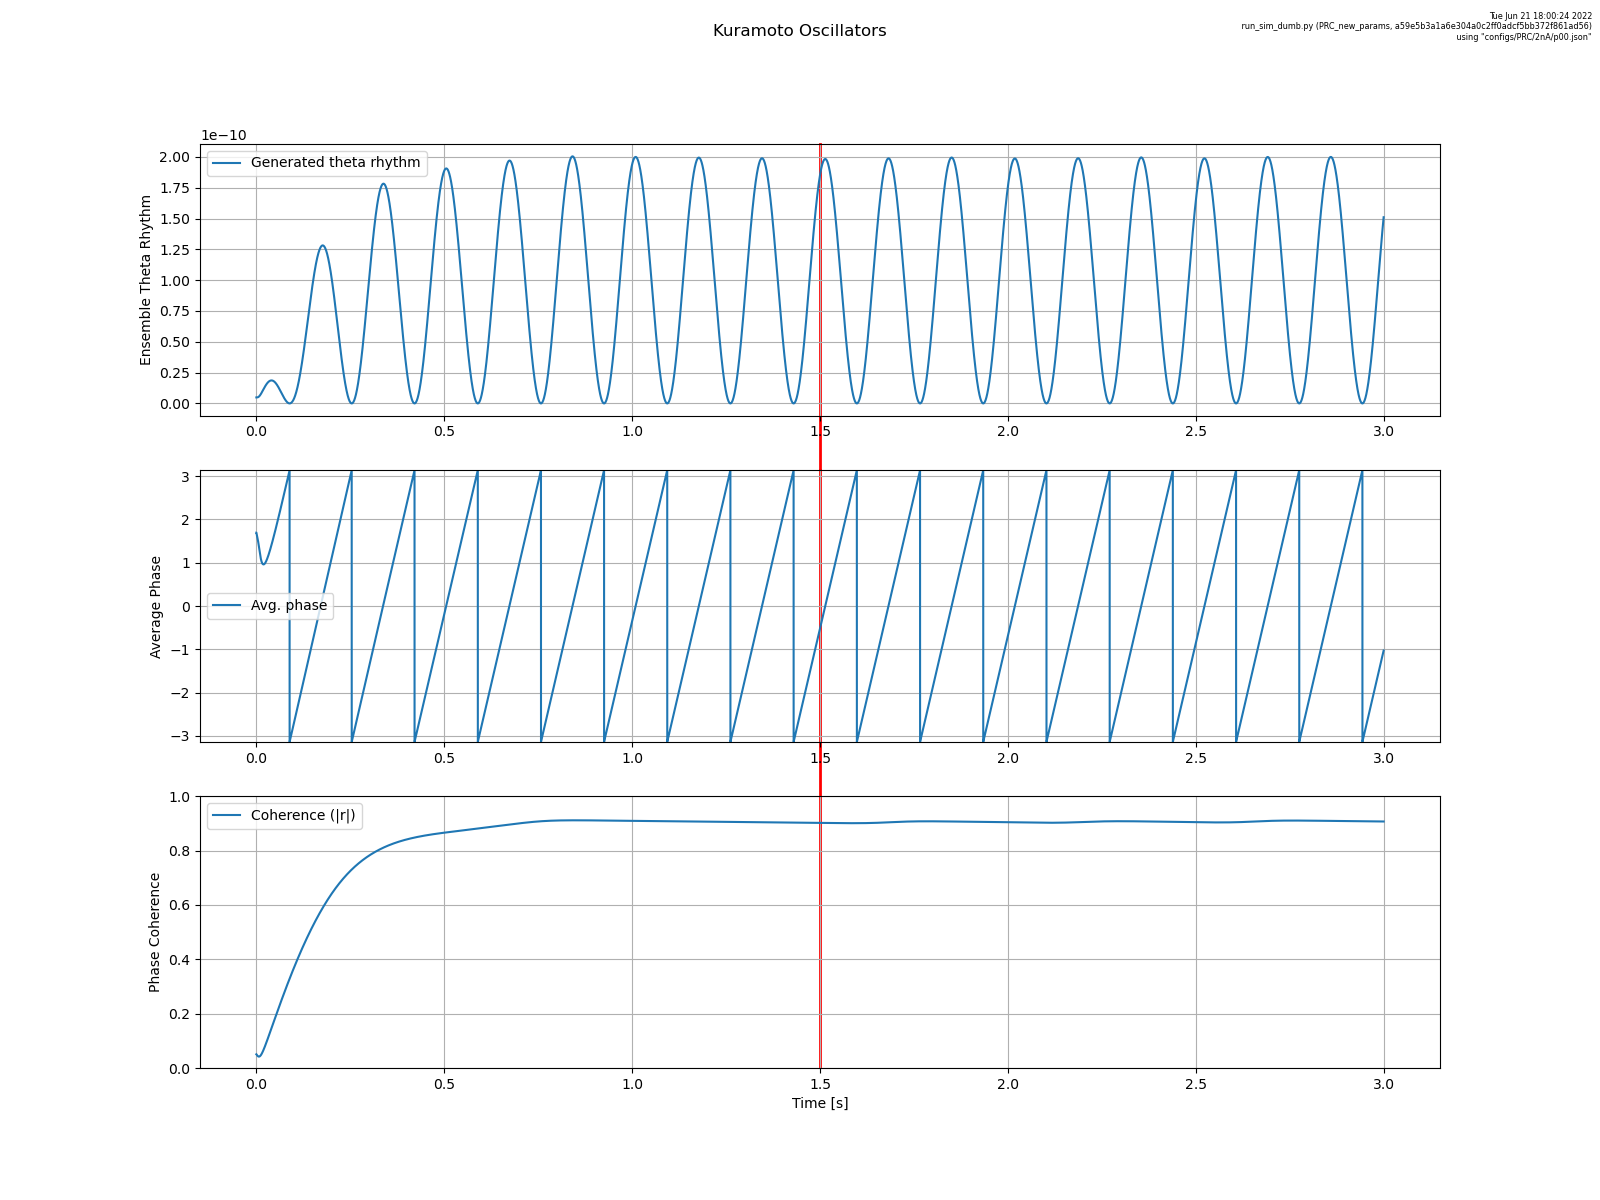 Tue Jun 21 18:00:24 2022
run_sim_dumb.py (PRC_new_params, a59e5b3a1a6e304a0c2ff0adcf5bb372f861ad56)
using "configs/PRC/2nA/p00.json"
Kuramoto Oscillators
1e−10
Generated theta rhythm
Ensemble Theta Rhythm
2.00
1.75
1.50
1.25
1.00
0.75
0.50
0.25
0.00
0.0 0.5 1.0 1.5 2.0 2.5 3.0
Avg. phase
Average Phase
3
2
1
0
−1
−2
−3
0.0 0.5 1.0 1.5 2.0 2.5 3.0
Coherence (|r|)
Phase Coherence
1.0
0.8
0.6
0.4
0.2
0.0
0.0 0.5 1.0 1.5 2.0 2.5 3.0
Time [s]